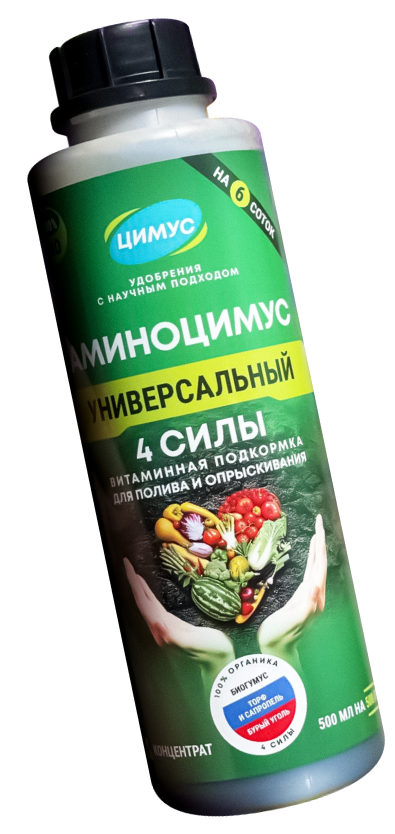 НА 6 СОТОК
ЦИМУС
УДОБРЕНИЯ
С НАУЧНЫМ ПОДХОДОМ
АМИНОЦИМУС
УНИВЕРСАЛЬНЫЙ
4 СИЛЫ
ВИТАМИННАЯ ПОДКОРМКА
ДЛЯ ПОЛИВА И ОПРЫСКИВАНИЯ
100% ОРГАНИКА
БИОГУМУС
ТОРФ
И САПРОПЕЛЬ
БУРЫЙ УГОЛЬ
4 СИЛЫ
КОНЦЕНТРАТ
500 МЛ НА